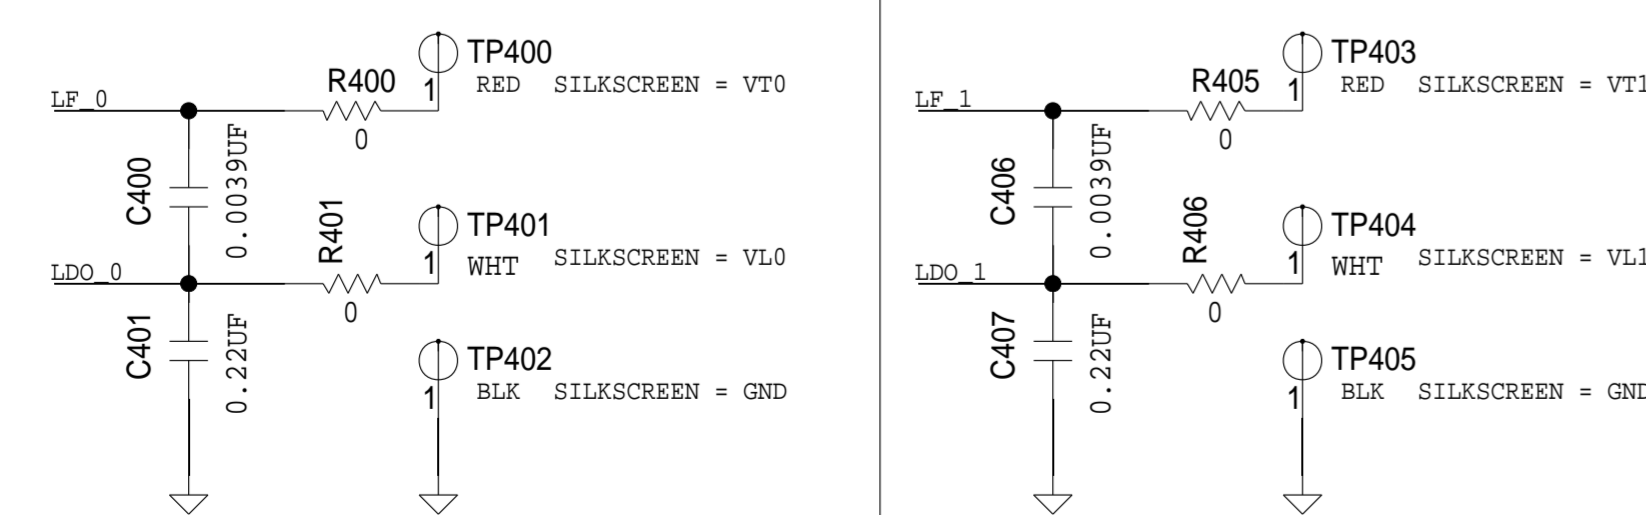 TP400
R400
1
RED SILKSCREEN = VT0
LF_0
0
C400
0.0039UF
R401
TP401
1
WHT SILKSCREEN = VL0
LDO_0
0
C401
0.22UF
TP402
1
BLK SILKSCREEN = GND
TP403
R405
1
RED SILKSCREEN = VT1
LF_1
0
C406
0.0039UF
R406
TP404
1
WHT SILKSCREEN = VL1
LDO_1
0
C407
0.22UF
TP405
1
BLK SILKSCREEN = GND